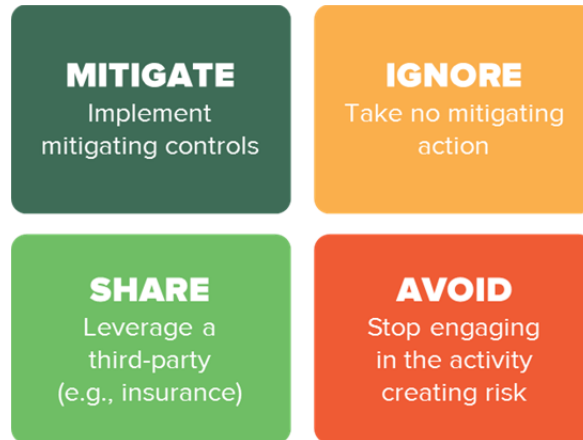 MITIGATE
Implement
mitigating controls
IGNORE
Take no mitigating
action
SHARE
Leverage a
third-party
(e.g., insurance)
AVOID
Stop engaging
in the activity
creating risk